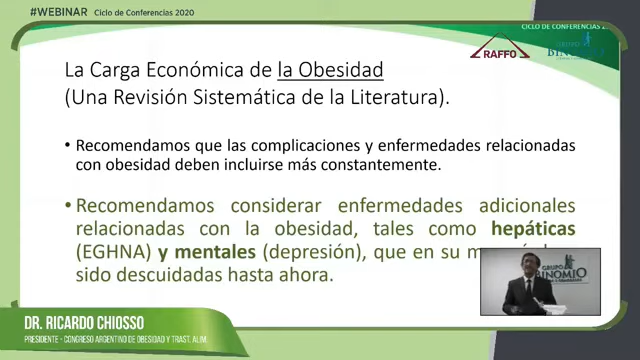 #WEBINAR Ciclo de Conferencias 2020
CICLO DE CONFERENCIAS
RAFFO
GRUPO
BINOMIO
La Carga Económica de la Obesidad
(Una Revisión Sistemática de la Literatura).
• Recomendamos que las complicaciones y enfermedades relacionadas
con obesidad deben incluirse más constantemente.
• Recomendamos considerar enfermedades adicionales
relacionadas con la obesidad, tales como hepáticas
(EGHNA) y mentales (depresión), que en su
sido descuidadas hasta ahora.
GRUPO
BINOMIO
DR. RICARDO CHIOSSO
PRESIDENTE - CONGRESO ARGENTINO DE OBESIDAD Y TRAST. ALIM.